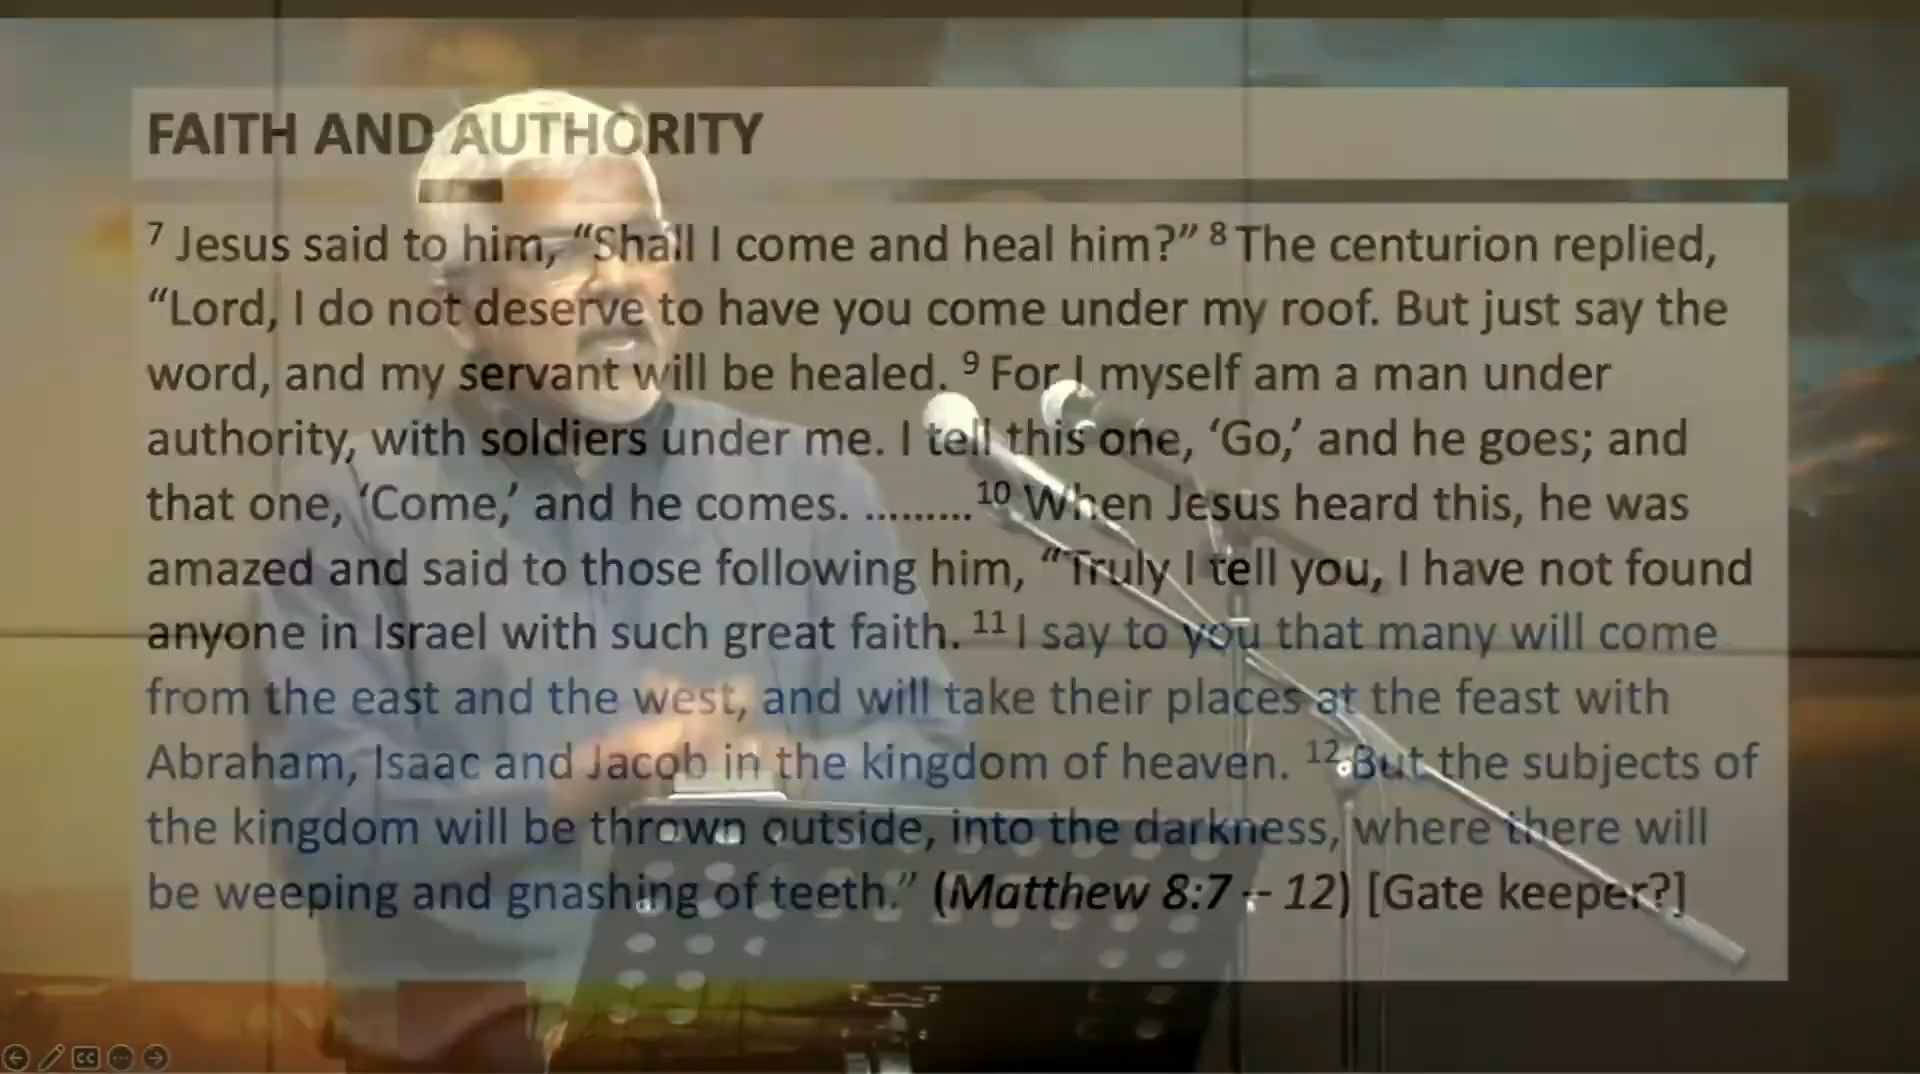 FAITH AND AUTHORITY
⁷ Jesus said to him, “Shall I come and heal him?” ⁸ The centurion replied,
“Lord, I do not deserve to have you come under my roof. But just say the
word, and my servant will be healed. ⁹ For I myself am a man under
authority, with soldiers under me. I tell this one, ‘Go,’ and he goes; and
that one, ‘Come,’ and he comes. ......... ¹⁰ When Jesus heard this, he was
amazed and said to those following him, “Truly I tell you, I have not found
anyone in Israel with such great faith. ¹¹ I say to you that many will come
from the east and the west, and will take their places at the feast with
Abraham, Isaac and Jacob in the kingdom of heaven. ¹² But the subjects of
the kingdom will be thrown outside, into the darkness, where there will
be weeping and gnashing of teeth.” (Matthew 8:7 – 12) [Gate keeper?]
CC